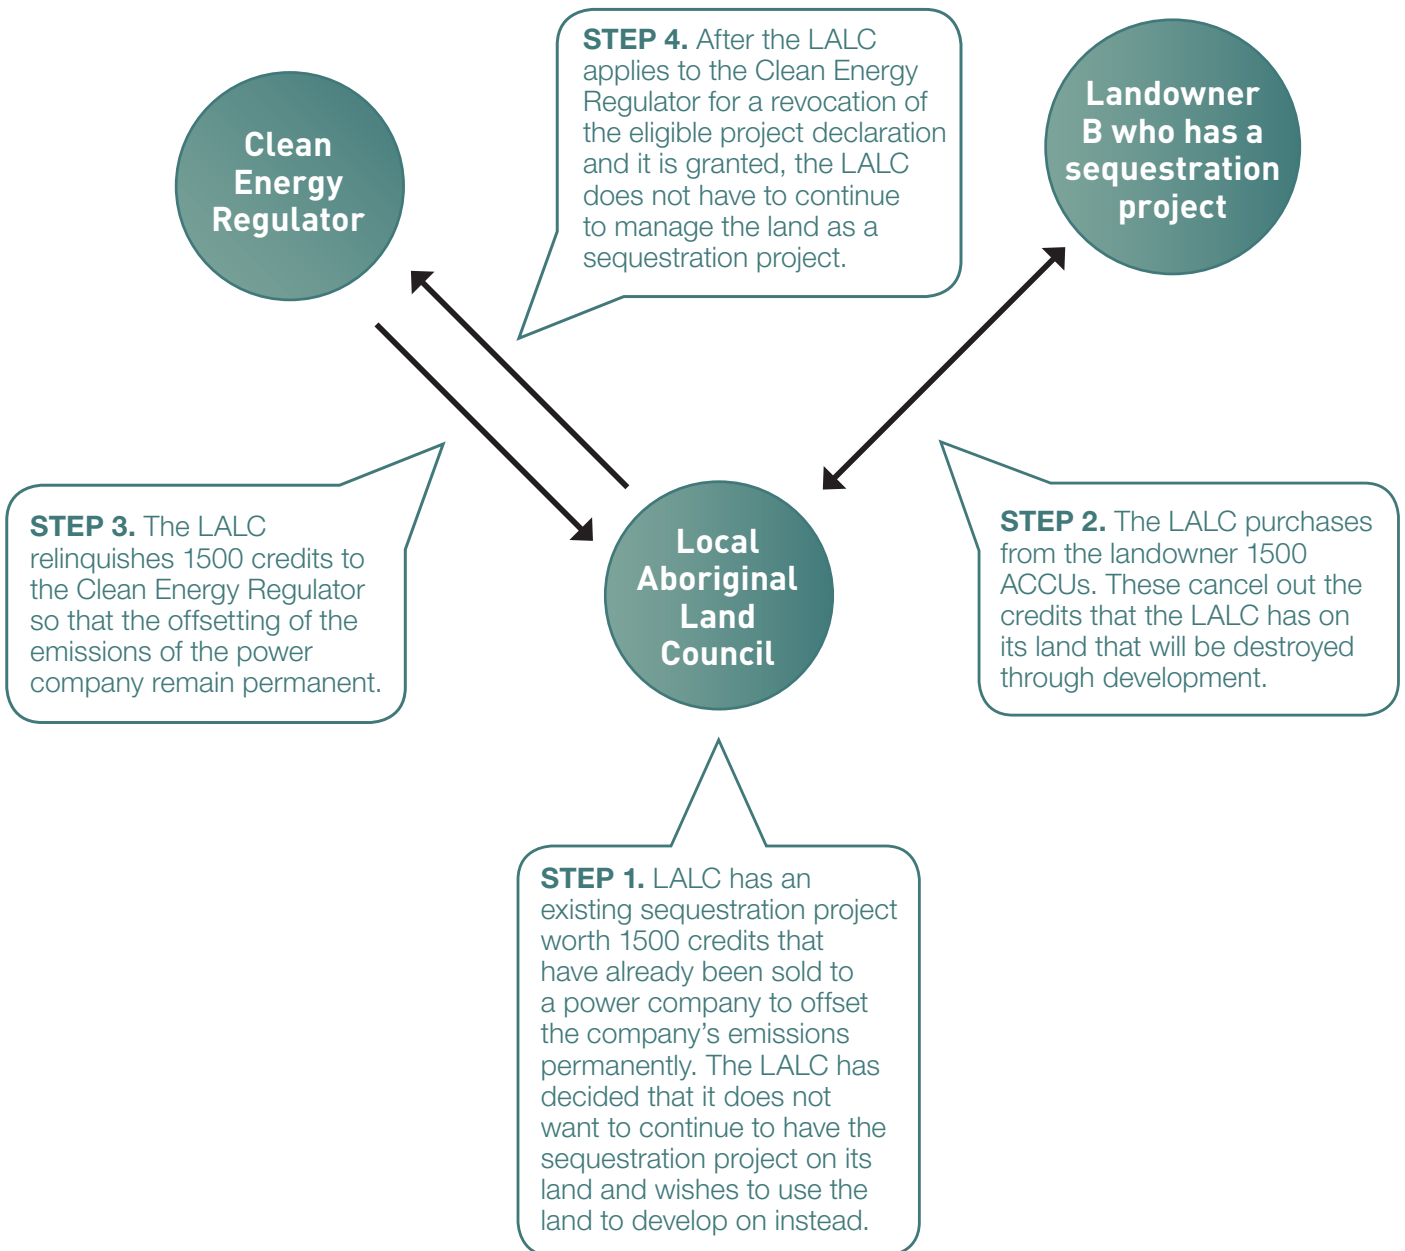 Clean
Energy
Regulator
STEP 4. After the LALC
applies to the Clean Energy
Regulator for a revocation of
the eligible project declaration
and it is granted, the LALC
does not have to continue
to manage the land as a
sequestration project.
Landowner
B who has a
sequestration
project
STEP 3. The LALC
relinquishes 1500 credits to
the Clean Energy Regulator
so that the offsetting of the
emissions of the power
company remain permanent.
Local
Aboriginal
Land
Council
STEP 2. The LALC purchases
from the landowner 1500
ACCUs. These cancel out the
credits that the LALC has on
its land that will be destroyed
through development.
STEP 1. LALC has an
existing sequestration project
worth 1500 credits that
have already been sold to
a power company to offset
the company’s emissions
permanently. The LALC has
decided that it does not
want to continue to have the
sequestration project on its
land and wishes to use the
land to develop on instead.